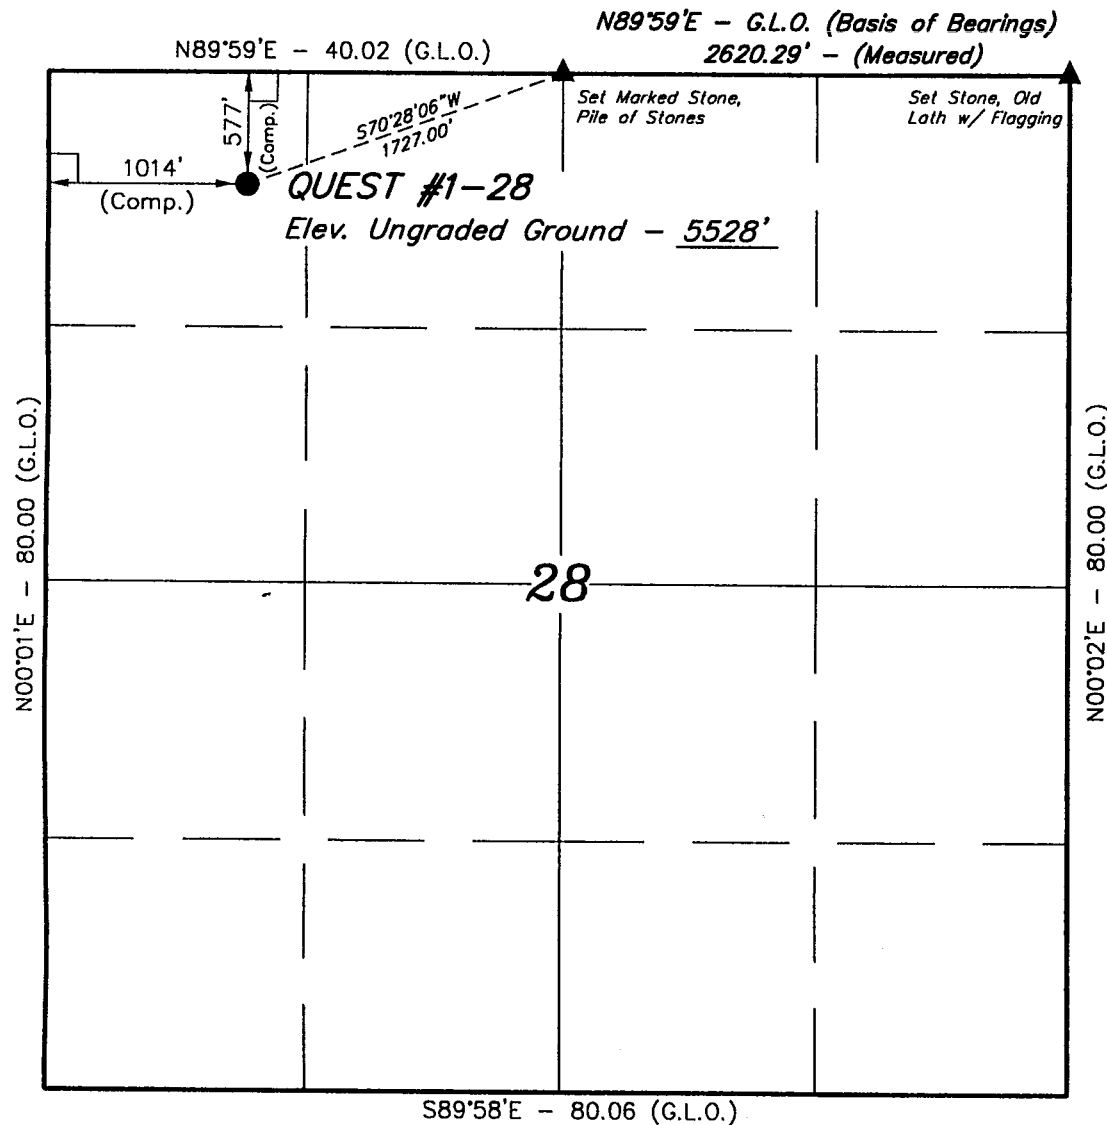 N89°59'E - G.L.O. (Basis of Bearings)
N89°59'E - 40.02 (G.L.O.)
2620.29' - (Measured)
Set Marked Stone,
Pile of Stones
Set Stone, Old
Lath w/ Flagging
577'
(Comp.)
S70°28'06"W
1727.00'
1014'
(Comp.)
QUEST #1-28
Elev. Ungraded Ground - 5528'
N00°01'E - 80.00 (G.L.O.)
28
N00°02'E - 80.00 (G.L.O.)
S89°58'E - 80.06 (G.L.O.)